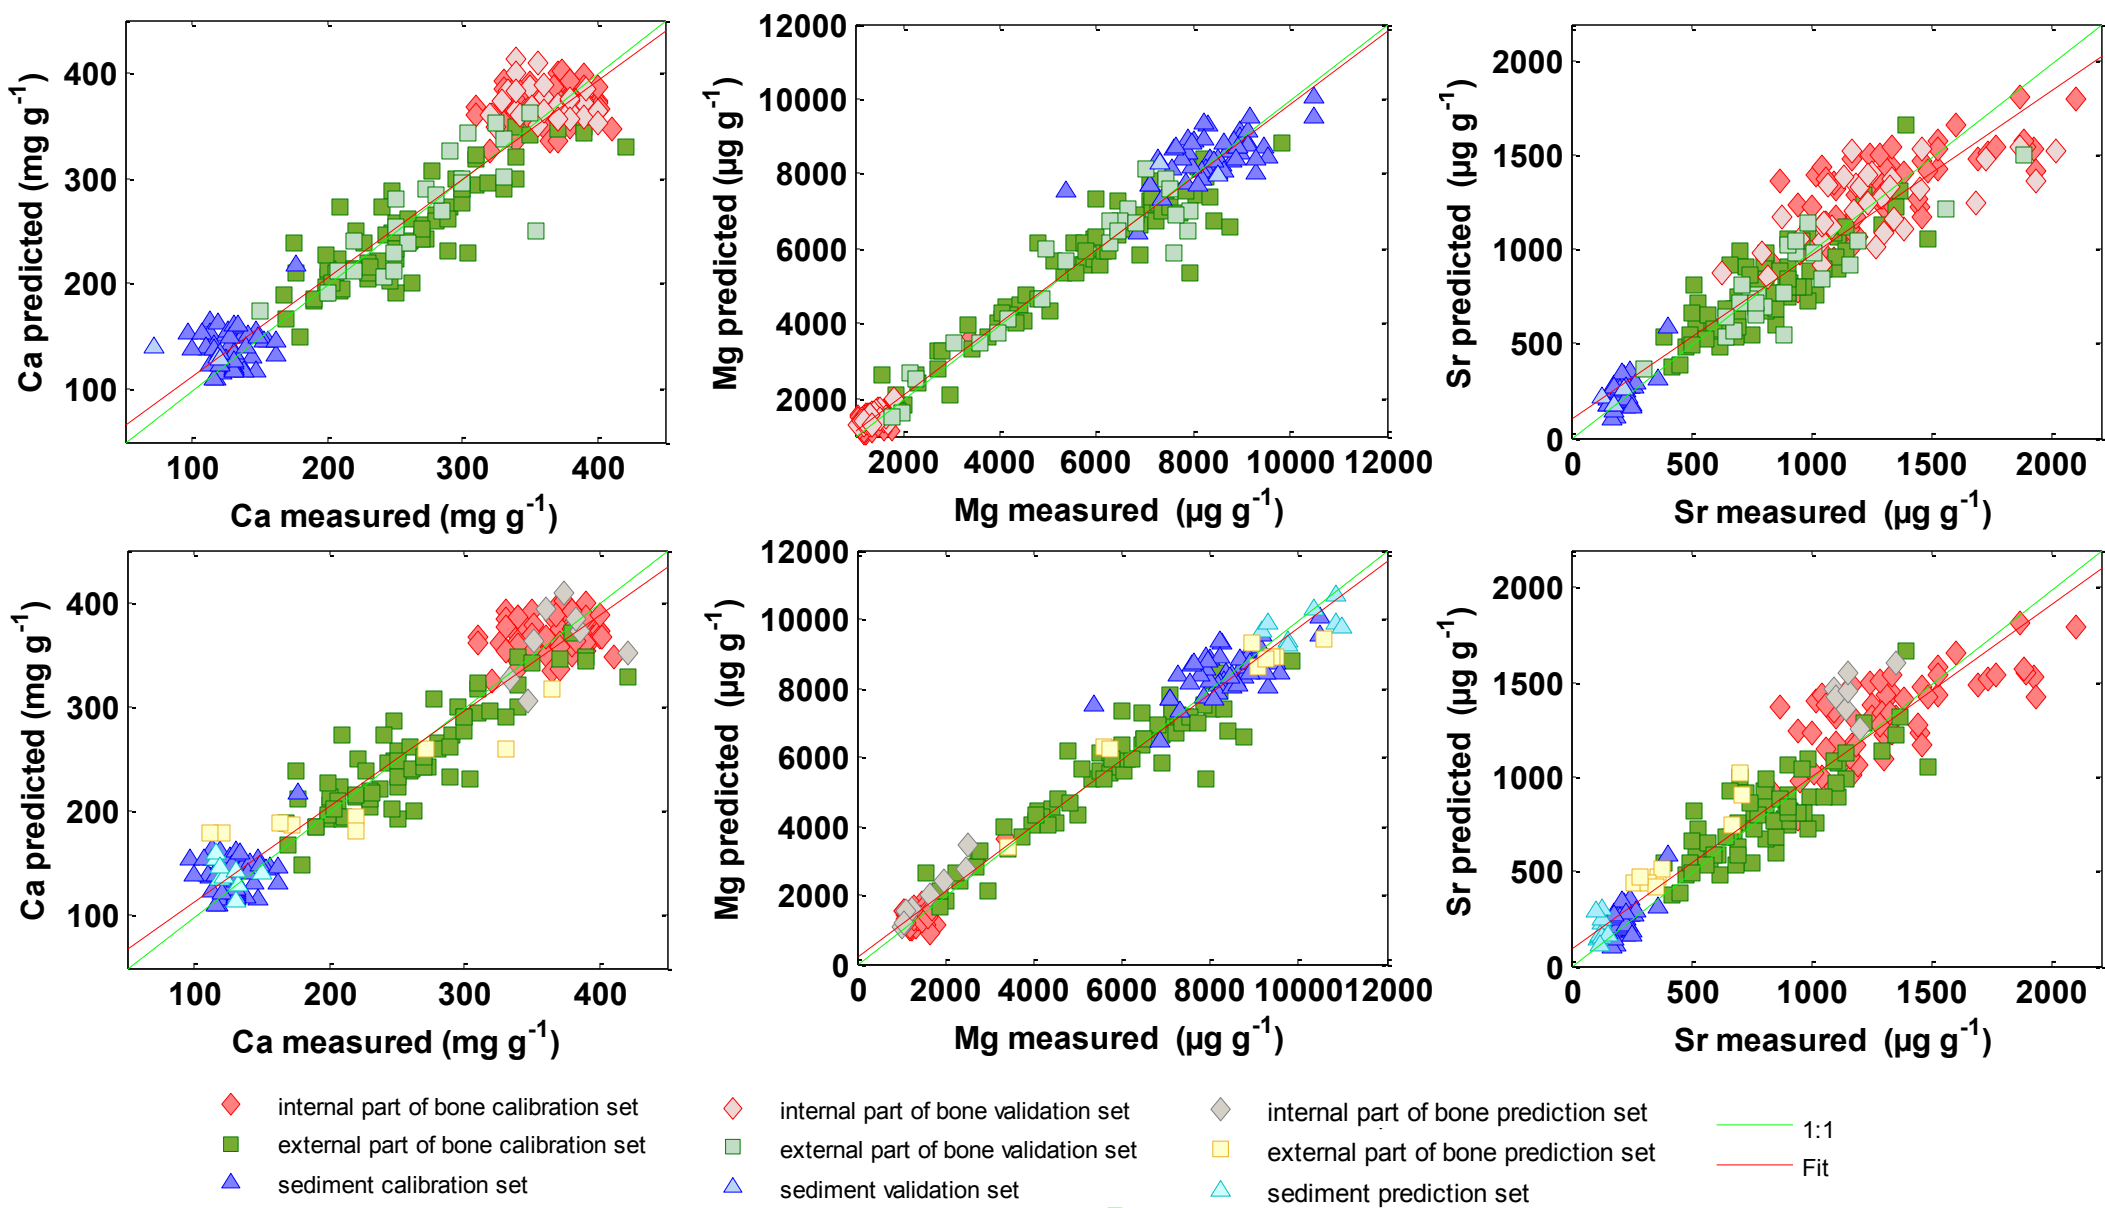 Ca predicted (mg g-1)
400
300
200
100
100 200 300 400
Ca measured (mg g-1)
Mg predicted (µg g-1)
12000
10000
8000
6000
4000
2000
2000 4000 6000 8000 10000 12000
Mg measured (µg g-1)
Sr predicted (µg g-1)
2000
1500
1000
500
0
0 500 1000 1500 2000
Sr measured (µg g-1)
Ca predicted (mg g-1)
400
300
200
100
100 200 300 400
Ca measured (mg g-1)
Mg predicted (µg g-1)
12000
10000
8000
6000
4000
2000
0
0 2000 4000 6000 8000 10000 12000
Mg measured (µg g-1)
Sr predicted (µg g-1)
2000
1500
1000
500
0
0 500 1000 1500 2000
Sr measured (µg g-1)
internal part of bone calibration set
external part of bone calibration set
sediment calibration set
internal part of bone validation set
external part of bone validation set
sediment validation set
internal part of bone prediction set
external part of bone prediction set
sediment prediction set
1:1
Fit